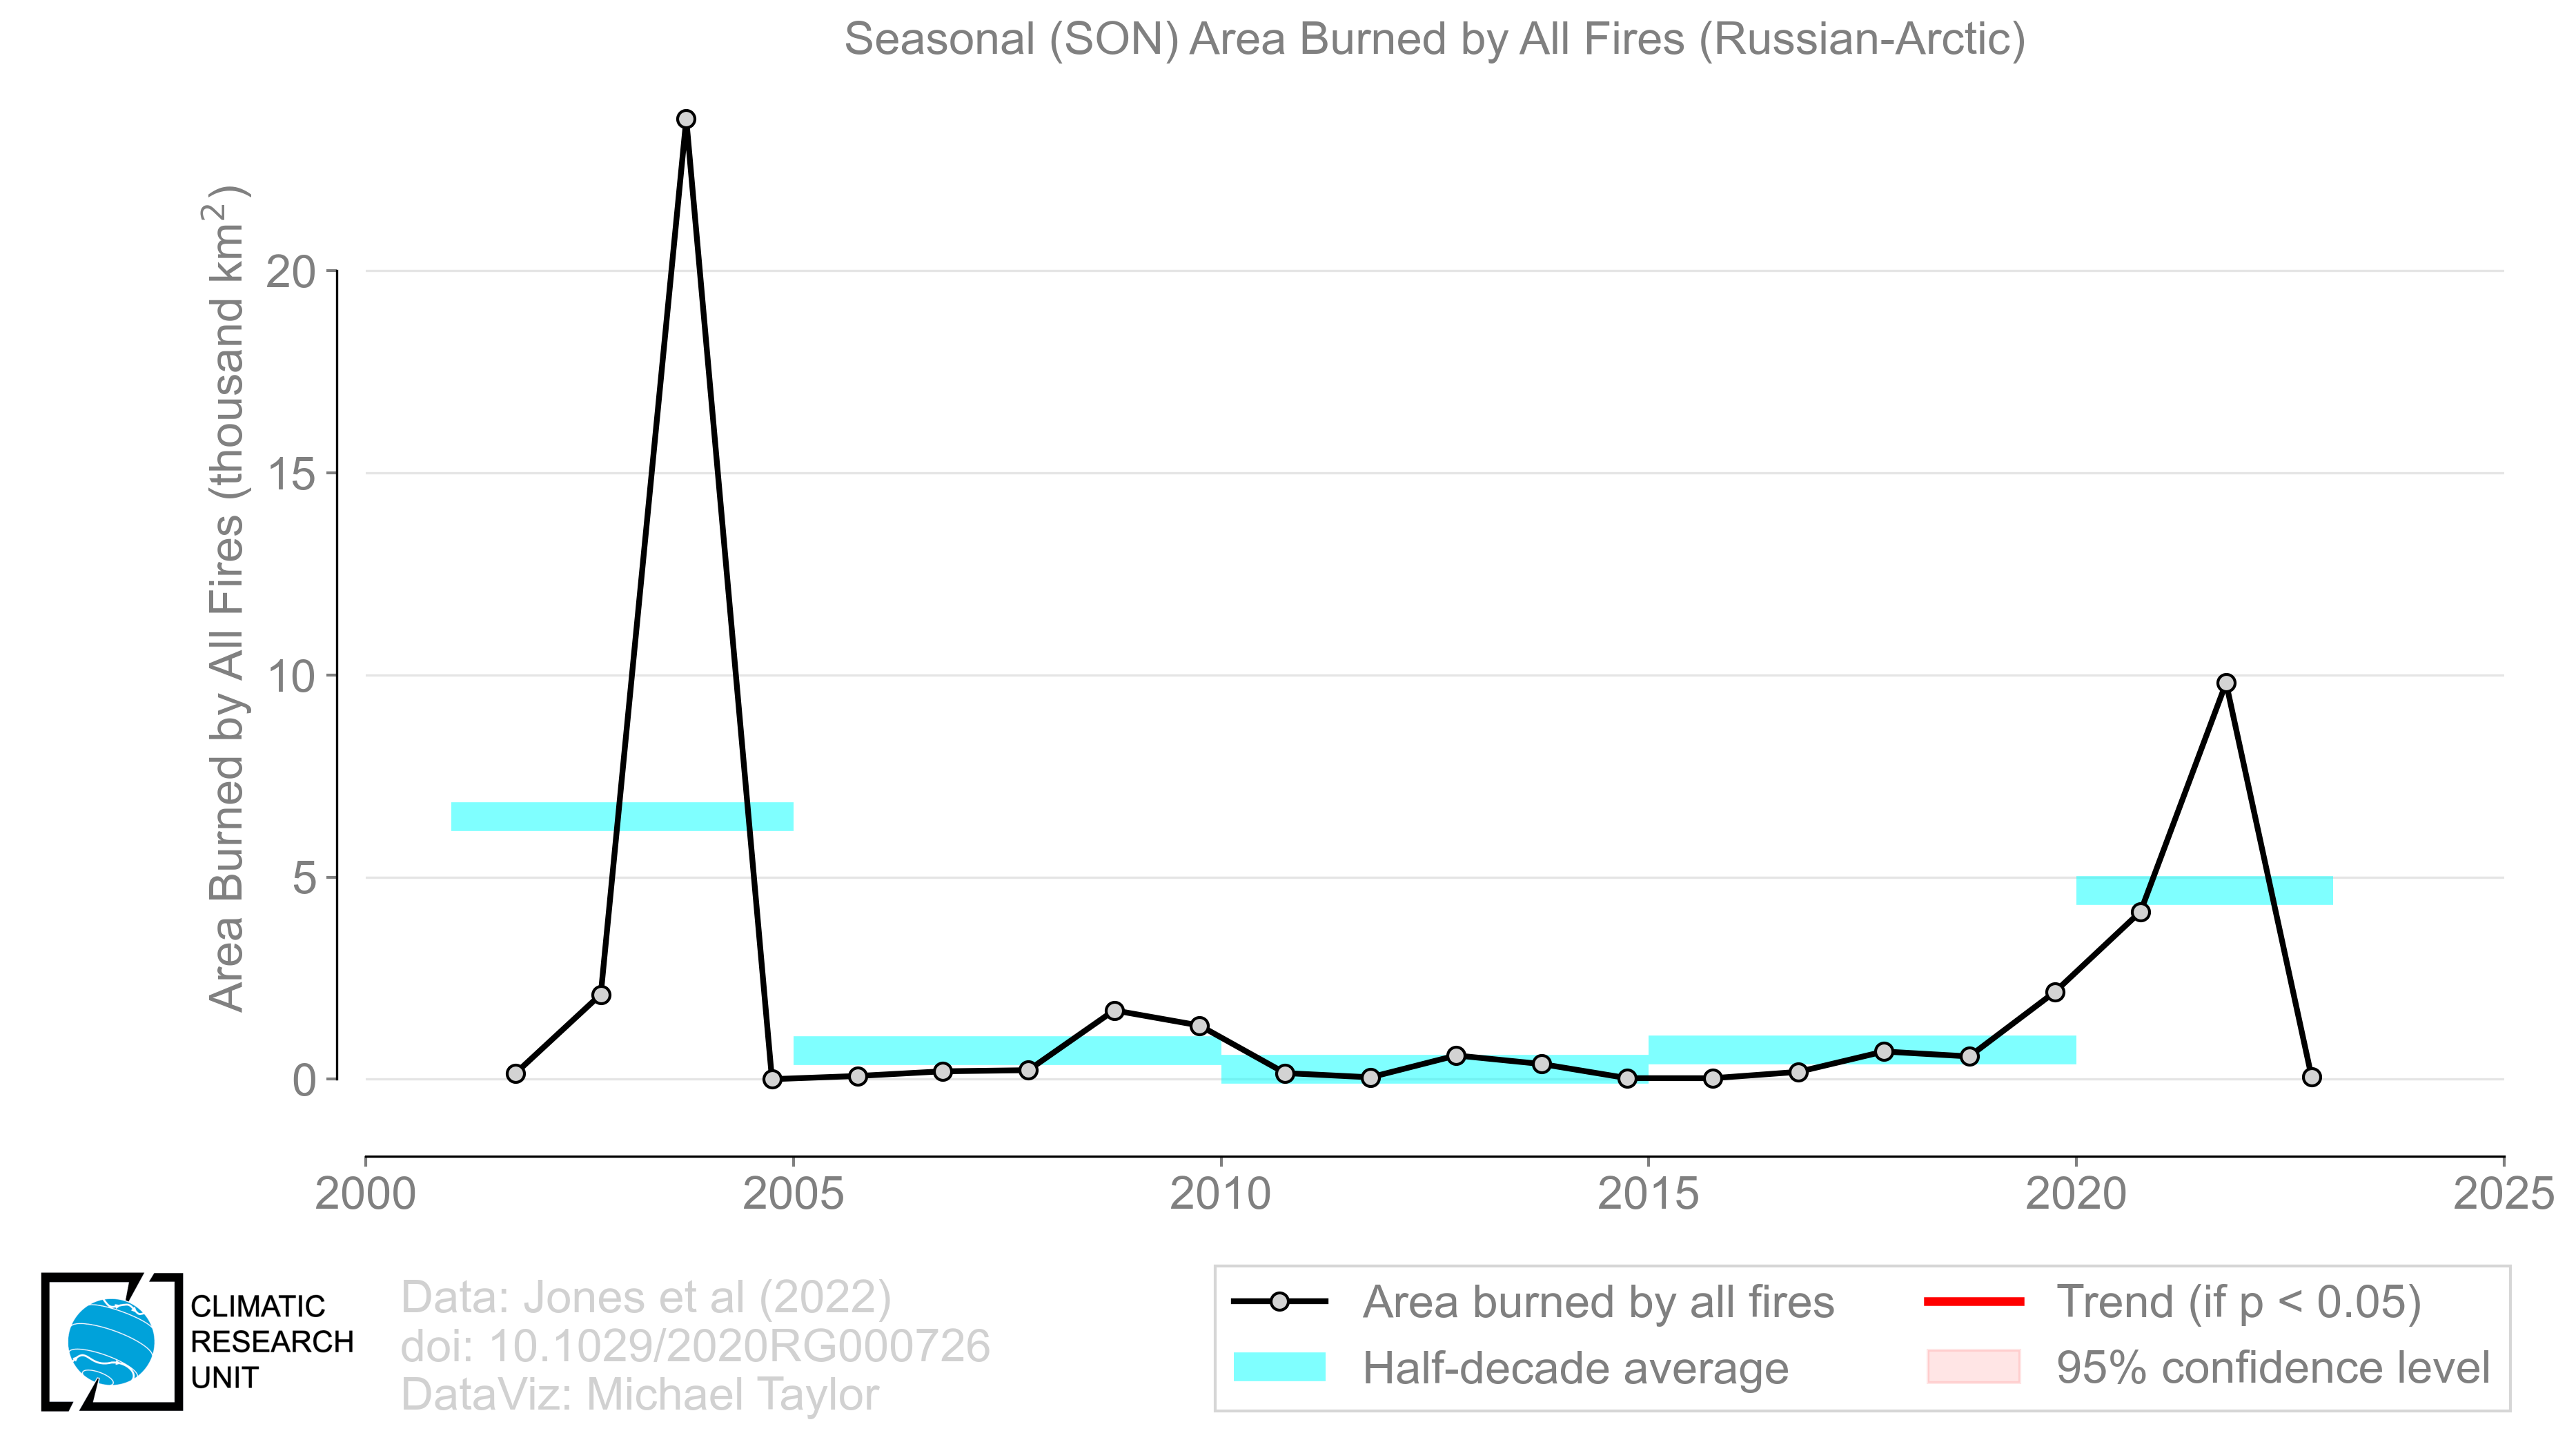 Seasonal (SON) Area Burned by All Fires (Russian-Arctic)
Area Burned by All Fires (thousand km²)
20
15
10
5
0
2000
2005
2010
2015
2020
2025
CLIMATIC
RESEARCH
UNIT
Data: Jones et al (2022)
doi: 10.1029/2020RG000726
DataViz: Michael Taylor
Area burned by all fires
Half-decade average
Trend (if p < 0.05)
95% confidence level